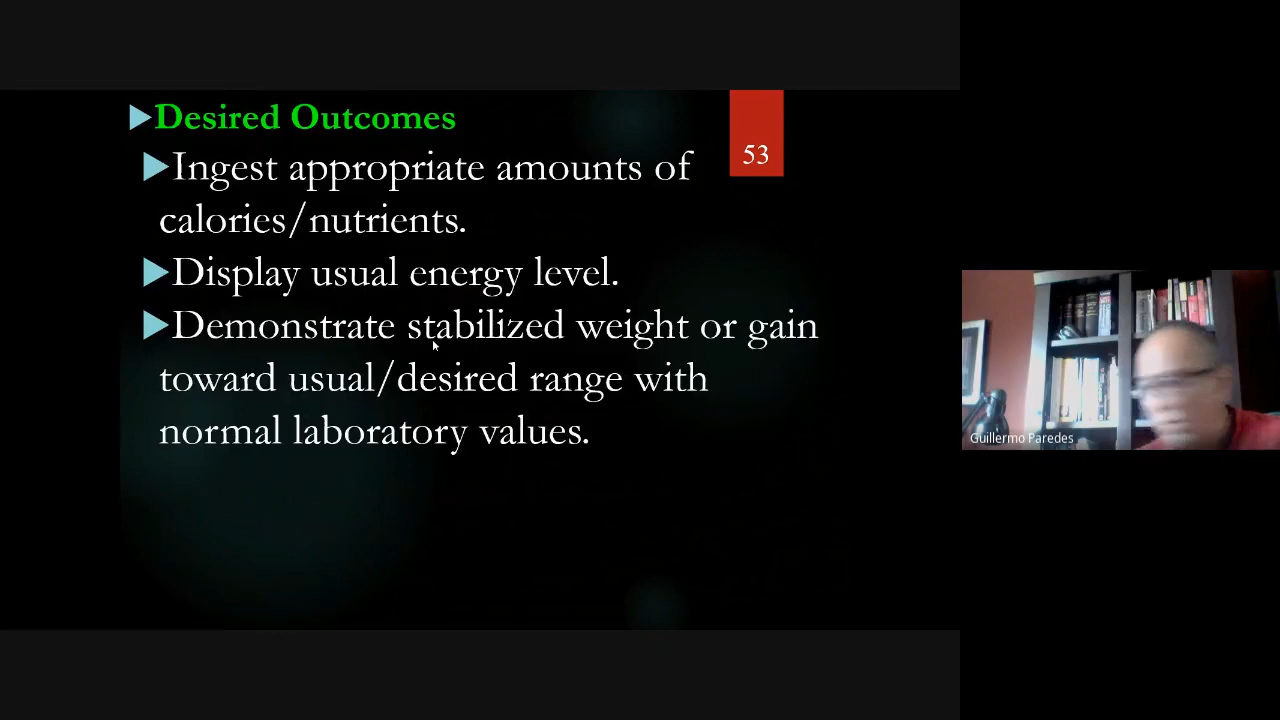 Desired Outcomes
53
Ingest appropriate amounts of
calories/nutrients.
Display usual energy level.
Demonstrate stabilized weight or gain
toward usual/desired range with
normal laboratory values.
Guillermo Paredes